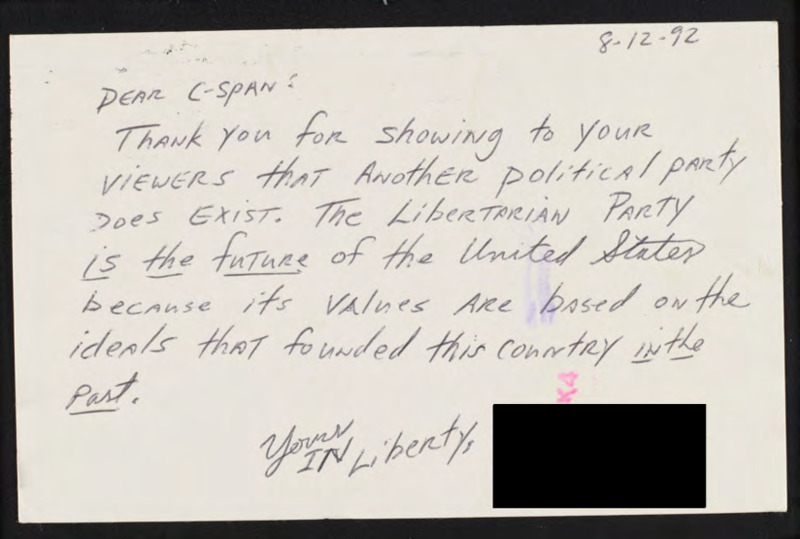 8-12-92
DEAR C-SPAN:
THANK YOU FOR SHOWING TO YOUR
VIEWERS THAT ANOTHER POLITICAL PARTY
DOES EXIST. THE LIBERTARIAN PARTY
is the future of the United States
because its values are based on the
ideals that founded this country in the
past.
Yours
IN Liberty,